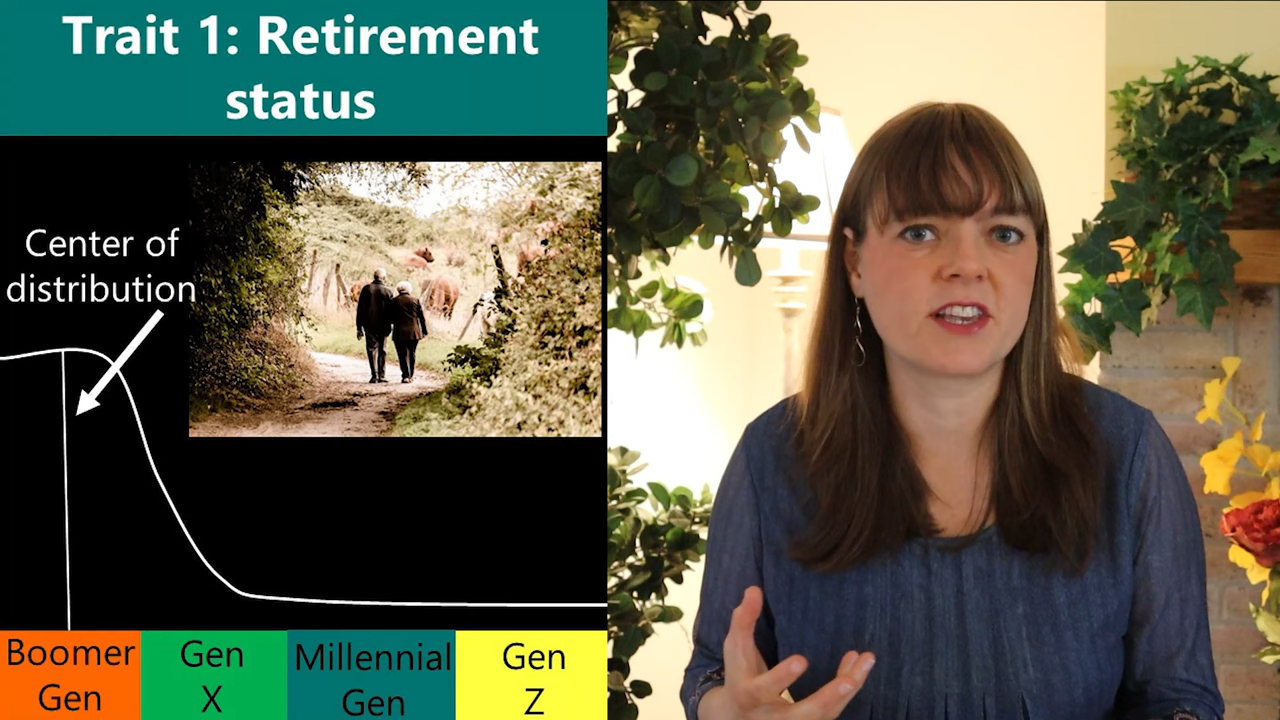 Trait 1: Retirement
status
Center of
distribution
Boomer
Gen
Gen
X
Millennial
Gen
Gen
Z